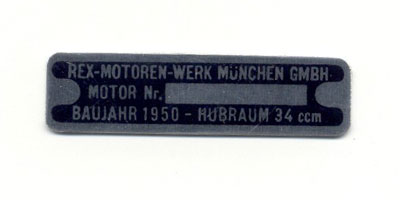 REX-MOTOREN-WERK MÜNCHEN GMBH
MOTOR Nr.
BAUJAHR 1950 - HUBRAUM 34 ccm